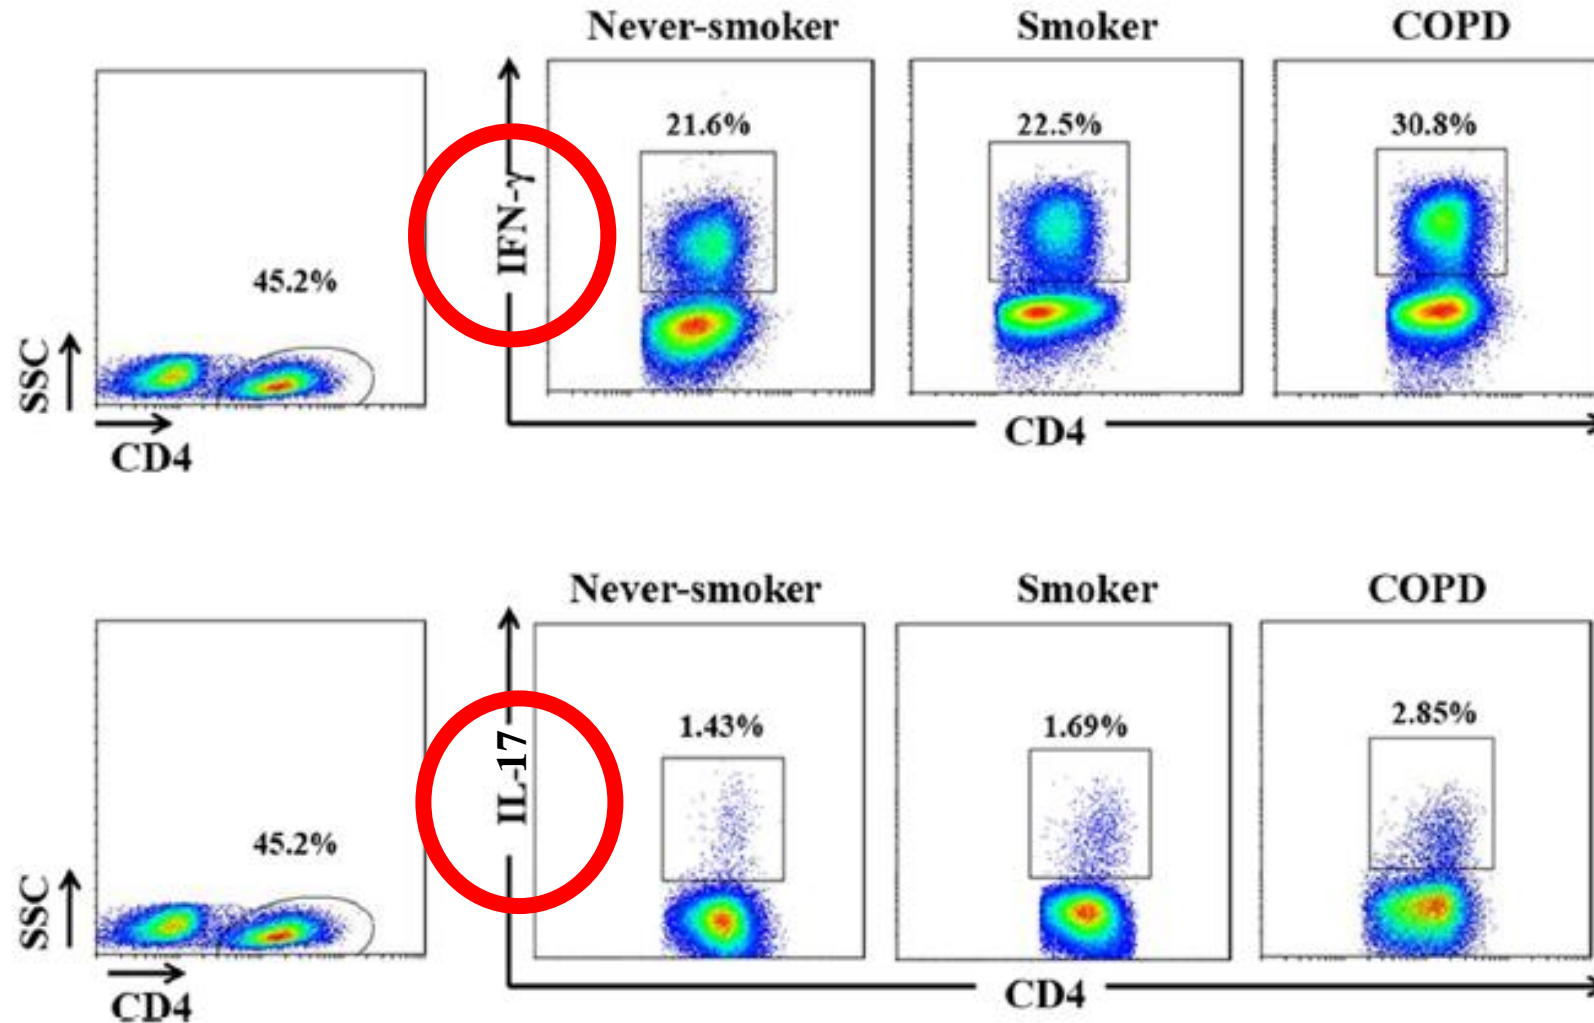 Never-smoker Smoker COPD
21.6% 22.5% 30.8%
45.2%
IFN-γ
SSC
CD4
CD4
Never-smoker Smoker COPD
1.43% 1.69% 2.85%
45.2%
IL-17
SSC
CD4
CD4